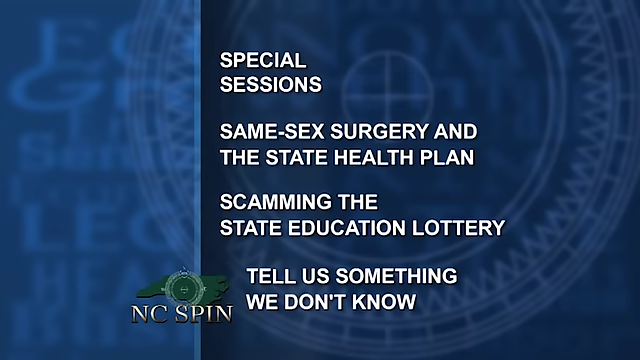 SPECIAL
SESSIONS
SAME-SEX SURGERY AND
THE STATE HEALTH PLAN
SCAMMING THE
STATE EDUCATION LOTTERY
TELL US SOMETHING
WE DON'T KNOW
NC SPIN